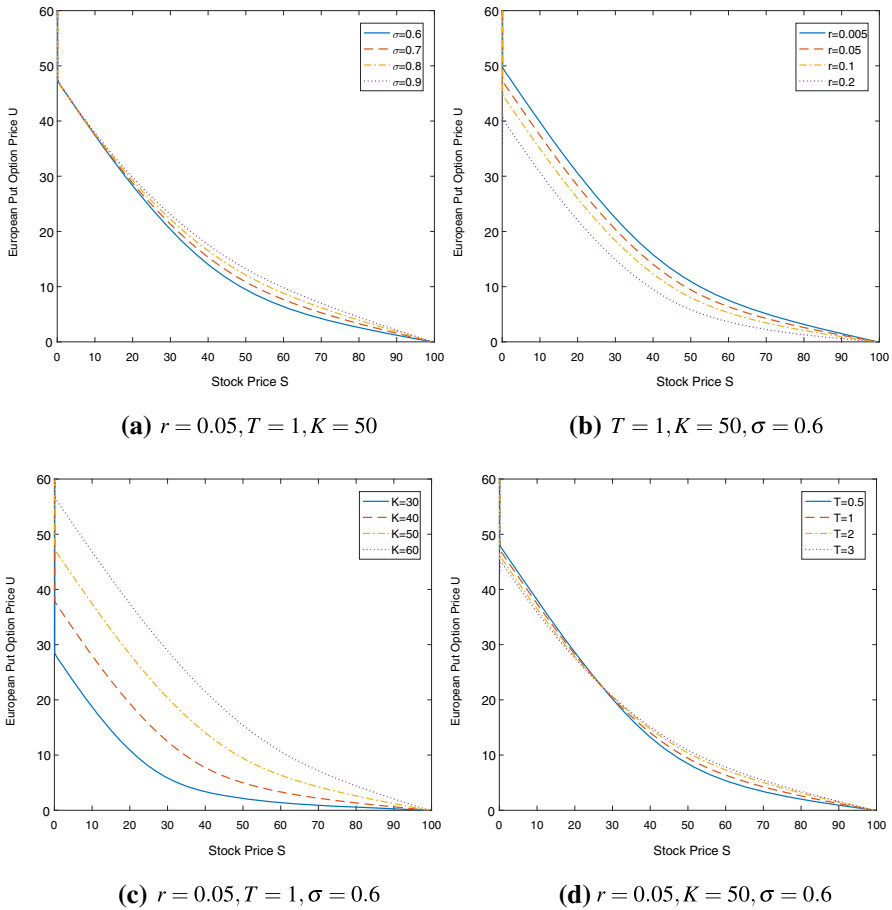 60
50
40
30
20
10
0
0 10 20 30 40 50 60 70 80 90 100
European Put Option Price U
Stock Price S
σ=0.6
σ=0.7
σ=0.8
σ=0.9
(a) r = 0.05, T = 1, K = 50
60
50
40
30
20
10
0
0 10 20 30 40 50 60 70 80 90 100
European Put Option Price U
Stock Price S
r=0.005
r=0.05
r=0.1
r=0.2
(b) T = 1, K = 50, σ = 0.6
60
50
40
30
20
10
0
0 10 20 30 40 50 60 70 80 90 100
European Put Option Price U
Stock Price S
K=30
K=40
K=50
K=60
(c) r = 0.05, T = 1, σ = 0.6
60
50
40
30
20
10
0
0 10 20 30 40 50 60 70 80 90 100
European Put Option Price U
Stock Price S
T=0.5
T=1
T=2
T=3
(d) r = 0.05, K = 50, σ = 0.6